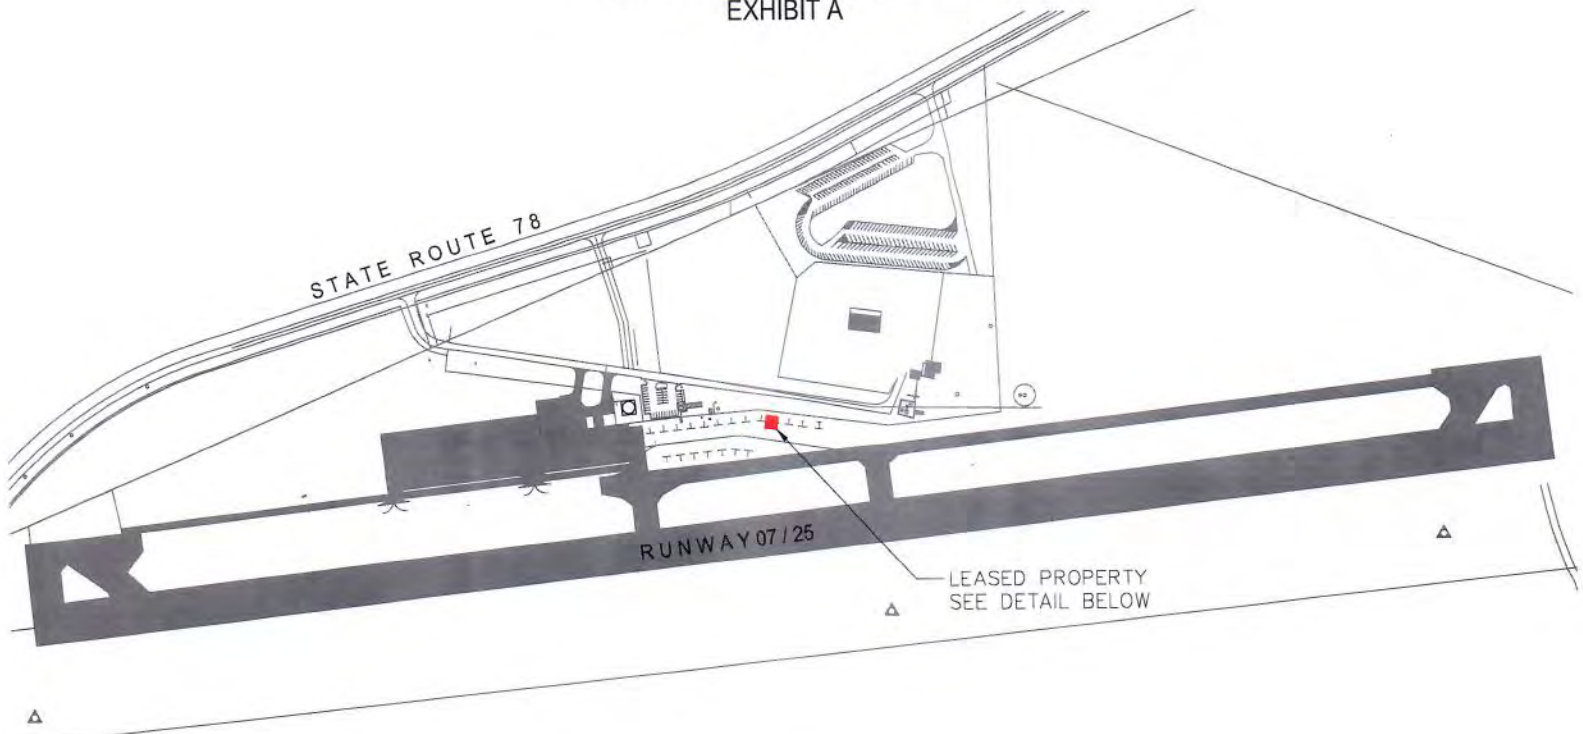 EXHIBIT A
STATE ROUTE 78
RUNWAY 07/25
LEASED PROPERTY
SEE DETAIL BELOW